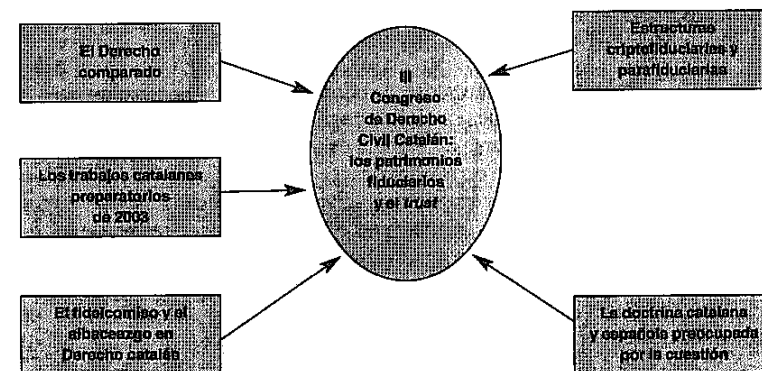 El Derecho
comparado
Los trabajos catalanes
preparatorios
de 2003
El fideicomiso y el
albaceazgo en
Derecho catalán
III
Congreso
de Derecho
Civil Catalán:
los patrimonios
fiduciarios
y el trust
Estructuras
criptofiduciarias y
parafiduciarias
La doctrina catalana
y española preocupada
por la cuestión